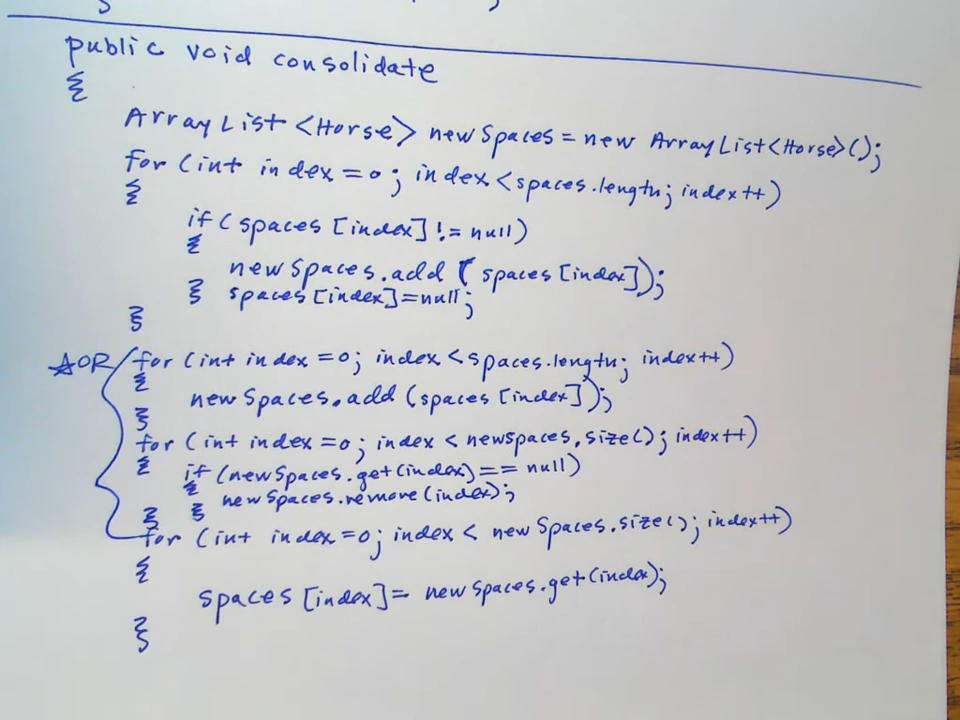 public void consolidate
{
ArrayList <Horse> newSpaces = new ArrayList<Horse>();
for (int index = 0; index < spaces.length; index++)
{
if (spaces [index] != null)
{
newSpaces.add (spaces [index]);
} spaces [index] = null;
}
☆OR for (int index = 0; index < spaces.length; index++)
{
newSpaces.add (spaces [index]);
}
for (int index = 0; index < newspaces.size(); index++)
{ if (newSpaces.get(index) == null)
{ newSpaces.remove (index);
} }
for (int index = 0; index < newSpaces.size(); index++)
{
spaces [index] = newSpaces.get(index);
}